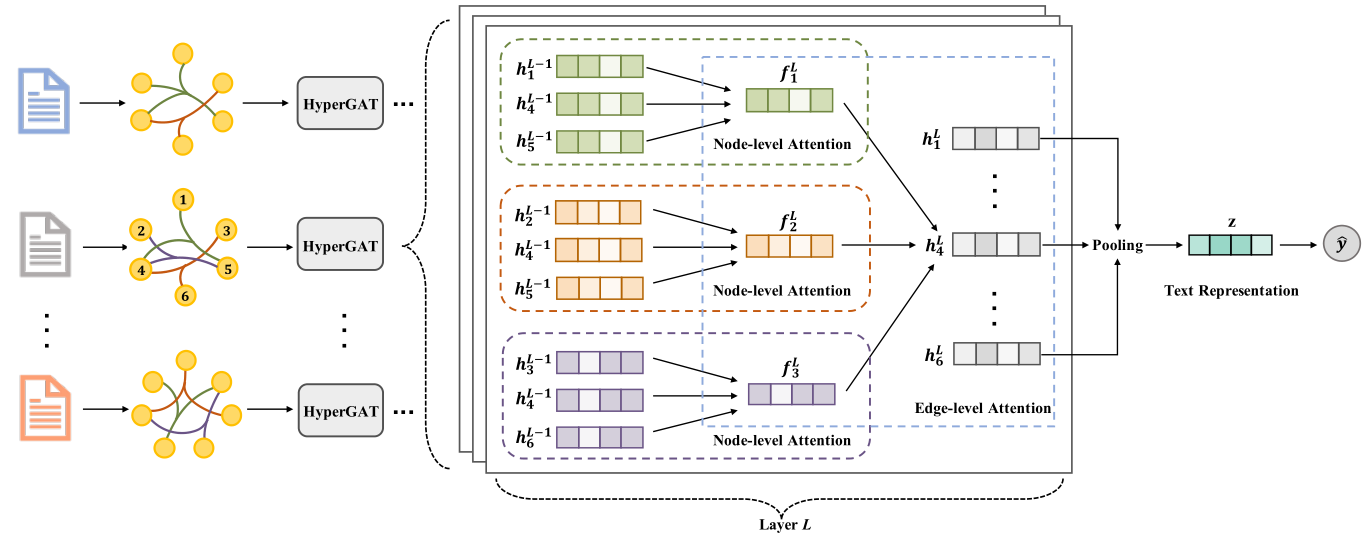 HyperGAT ...
1
2
3
4
5
6
HyperGAT
HyperGAT ...
h_1^{L-1}
h_4^{L-1}
h_5^{L-1}
f_1^L
Node-level Attention
h_2^{L-1}
h_4^{L-1}
h_5^{L-1}
f_2^L
Node-level Attention
h_3^{L-1}
h_4^{L-1}
h_6^{L-1}
f_3^L
Node-level Attention
h_1^L
h_4^L
h_6^L
Edge-level Attention
Pooling
z
Text Representation
ŷ
Layer L